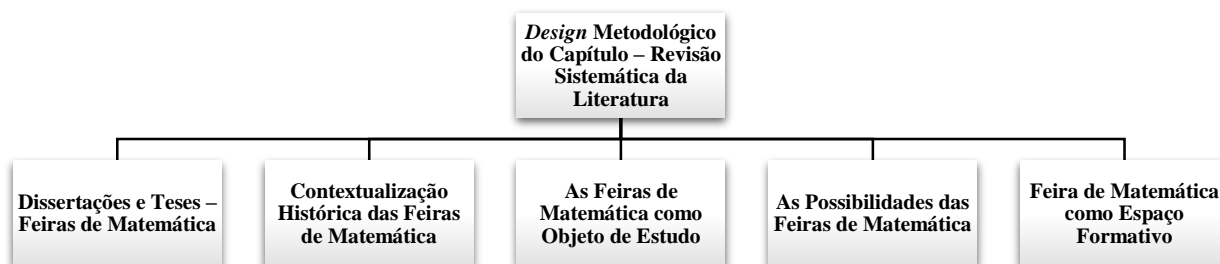 Design Metodológico
do Capítulo – Revisão
Sistemática da
Literatura
Dissertações e Teses –
Feiras de Matemática
Contextualização
Histórica das Feiras
de Matemática
As Feiras de
Matemática como
Objeto de Estudo
As Possibilidades das
Feiras de Matemática
Feira de Matemática
como Espaço
Formativo